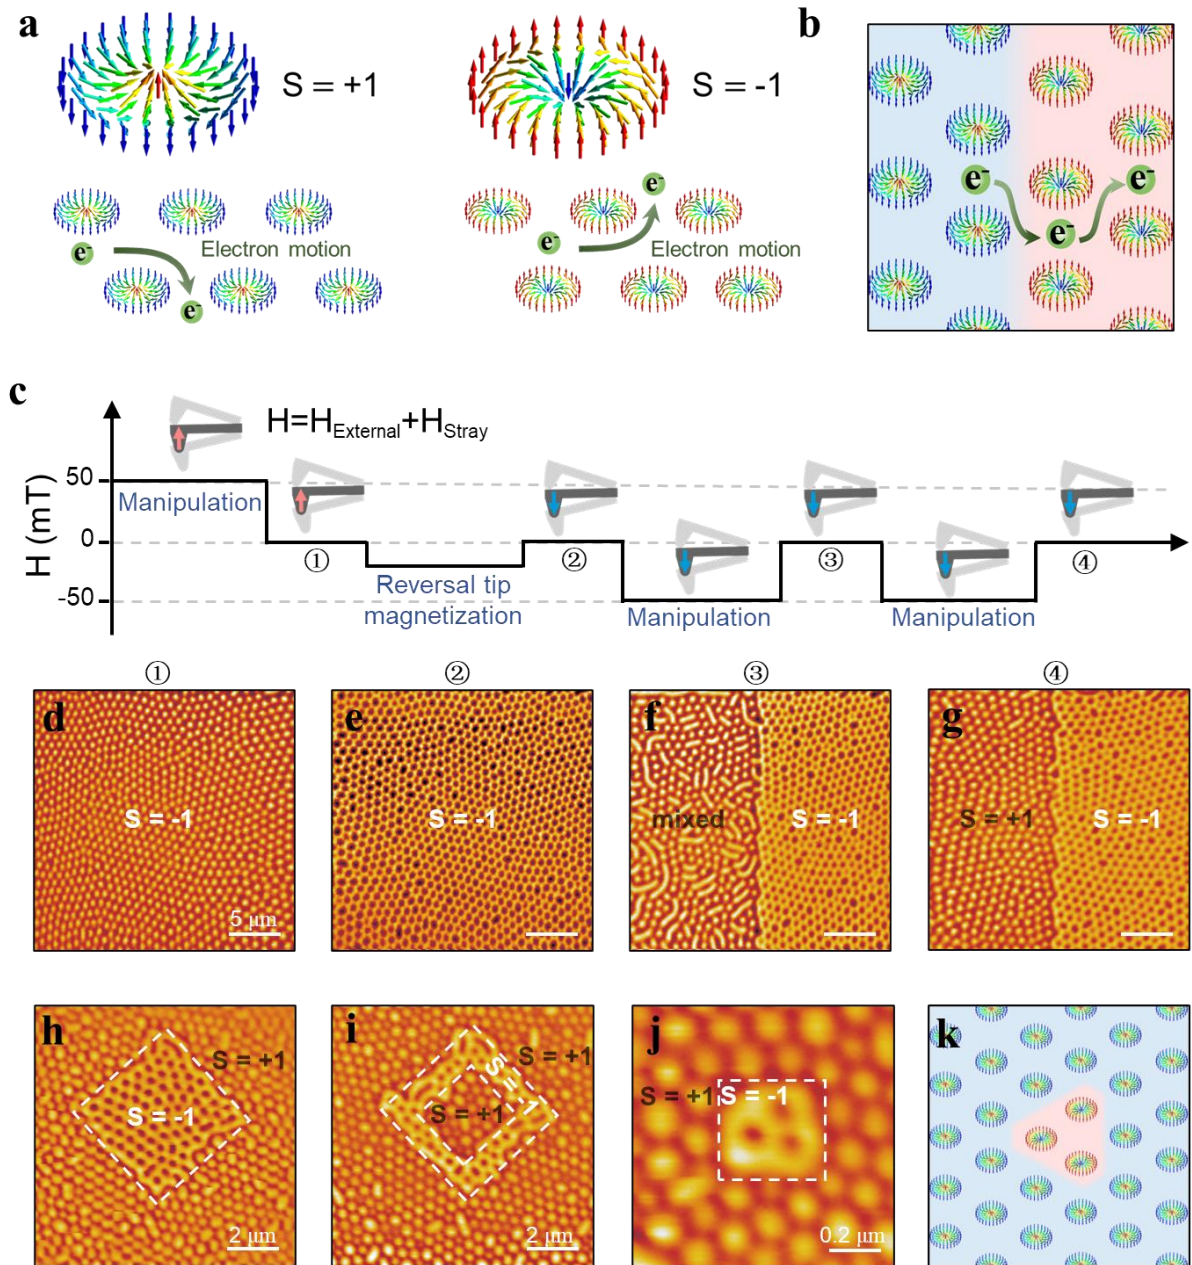 a
S = +1
S = -1
e⁻
Electron motion
e⁻
e⁻
e⁻
Electron motion
b
e⁻
e⁻
e⁻
c
H=H_External+H_Stray
H (mT)
50
0
-50
Manipulation
①
Reversal tip
magnetization
②
Manipulation
③
Manipulation
④
①
②
③
④
d
S = -1
5 μm
e
S = -1
f
mixed
S = -1
g
S = +1
S = -1
h
S = +1
S = -1
2 μm
i
S = +1
S = -1
S = +1
2 μm
j
S = +1
S = -1
0.2 μm
k